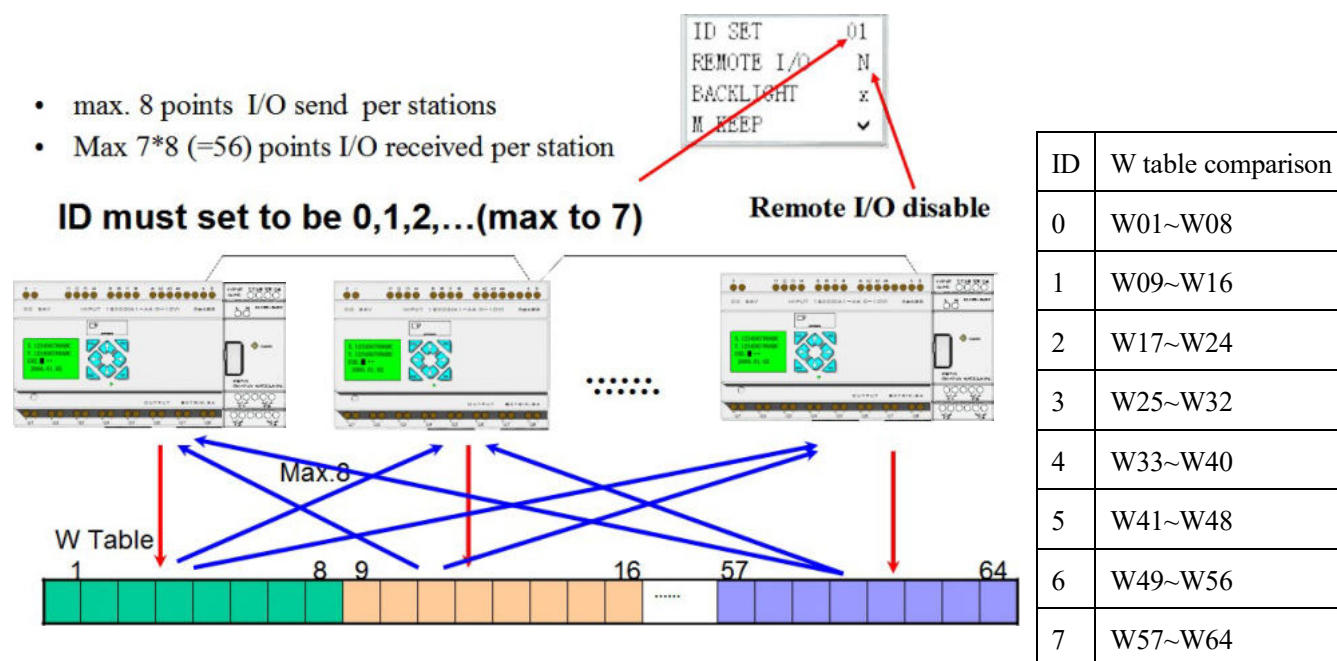 ID SET 01
REMOTE I/O N
BACKLIGHT x
M KEEP
• max. 8 points I/O send per stations
• Max 7*8 (=56) points I/O received per station
ID must set to be 0,1,2,…(max to 7)
Remote I/O disable
......
Max.8
W Table
1 8 9 16 57 64
......
ID W table comparison
0 W01~W08
1 W09~W16
2 W17~W24
3 W25~W32
4 W33~W40
5 W41~W48
6 W49~W56
7 W57~W64